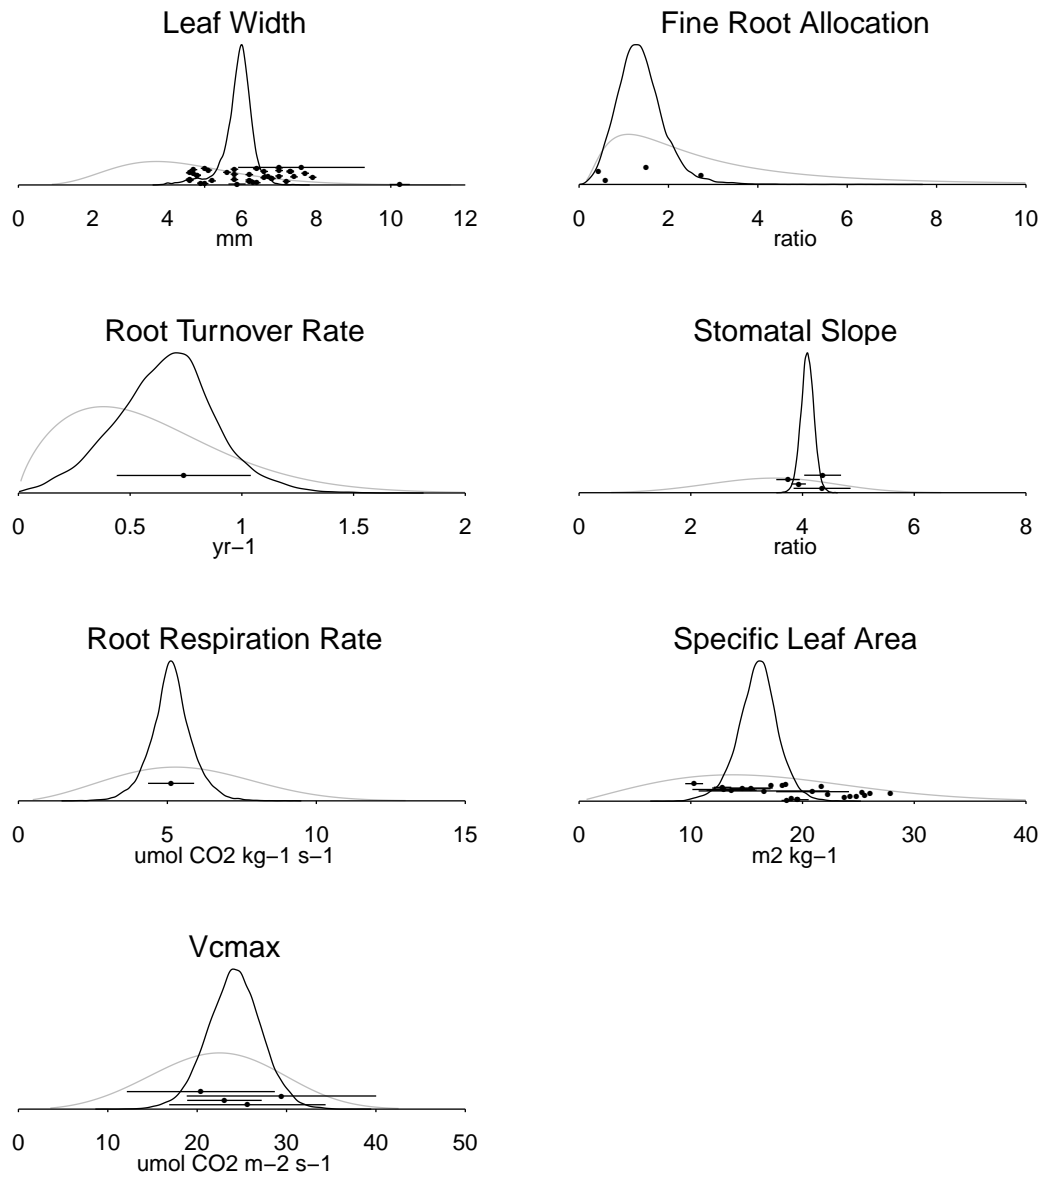 Leaf Width
0 2 4 6 8 10 12
mm
Fine Root Allocation
0 2 4 6 8 10
ratio
Root Turnover Rate
0 0.5 1 1.5 2
yr−1
Stomatal Slope
0 2 4 6 8
ratio
Root Respiration Rate
0 5 10 15
umol CO2 kg−1 s−1
Specific Leaf Area
0 10 20 30 40
m2 kg−1
Vcmax
0 10 20 30 40 50
umol CO2 m−2 s−1